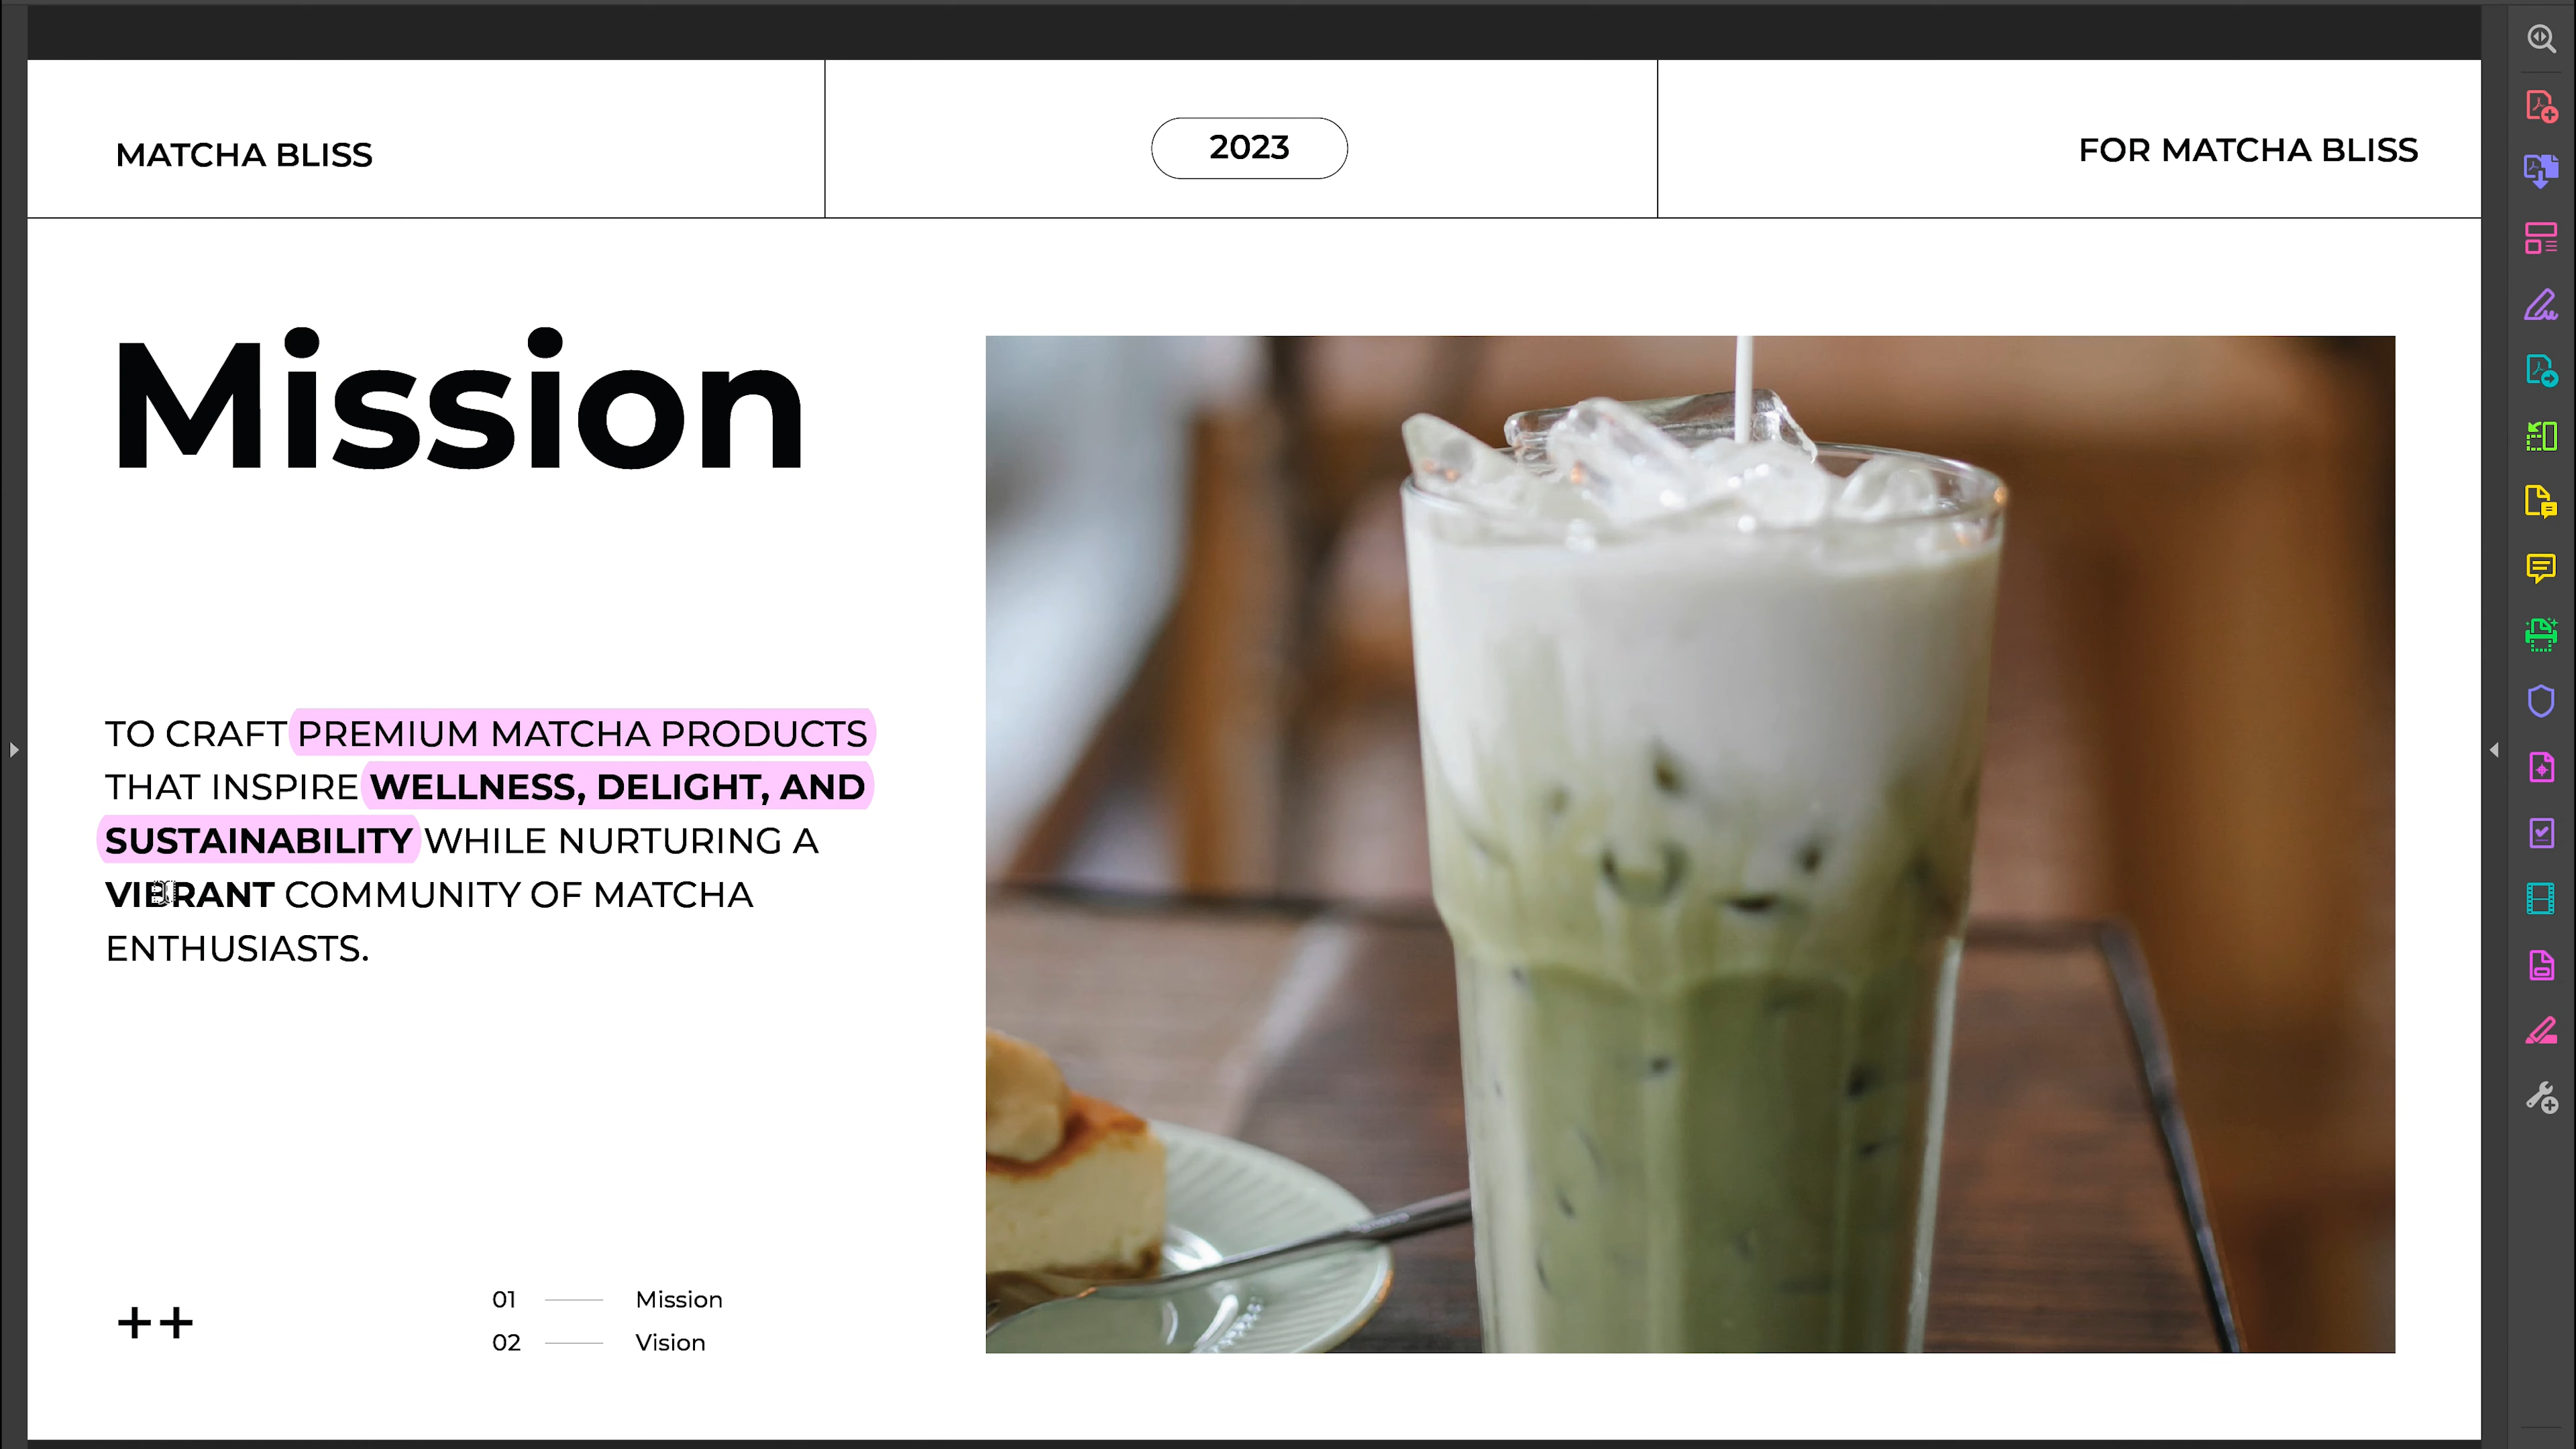 MATCHA BLISS
2023
FOR MATCHA BLISS
Mission
TO CRAFT PREMIUM MATCHA PRODUCTS
THAT INSPIRE WELLNESS, DELIGHT, AND
SUSTAINABILITY WHILE NURTURING A
VIBRANT COMMUNITY OF MATCHA
ENTHUSIASTS.
++
01 Mission
02 Vision